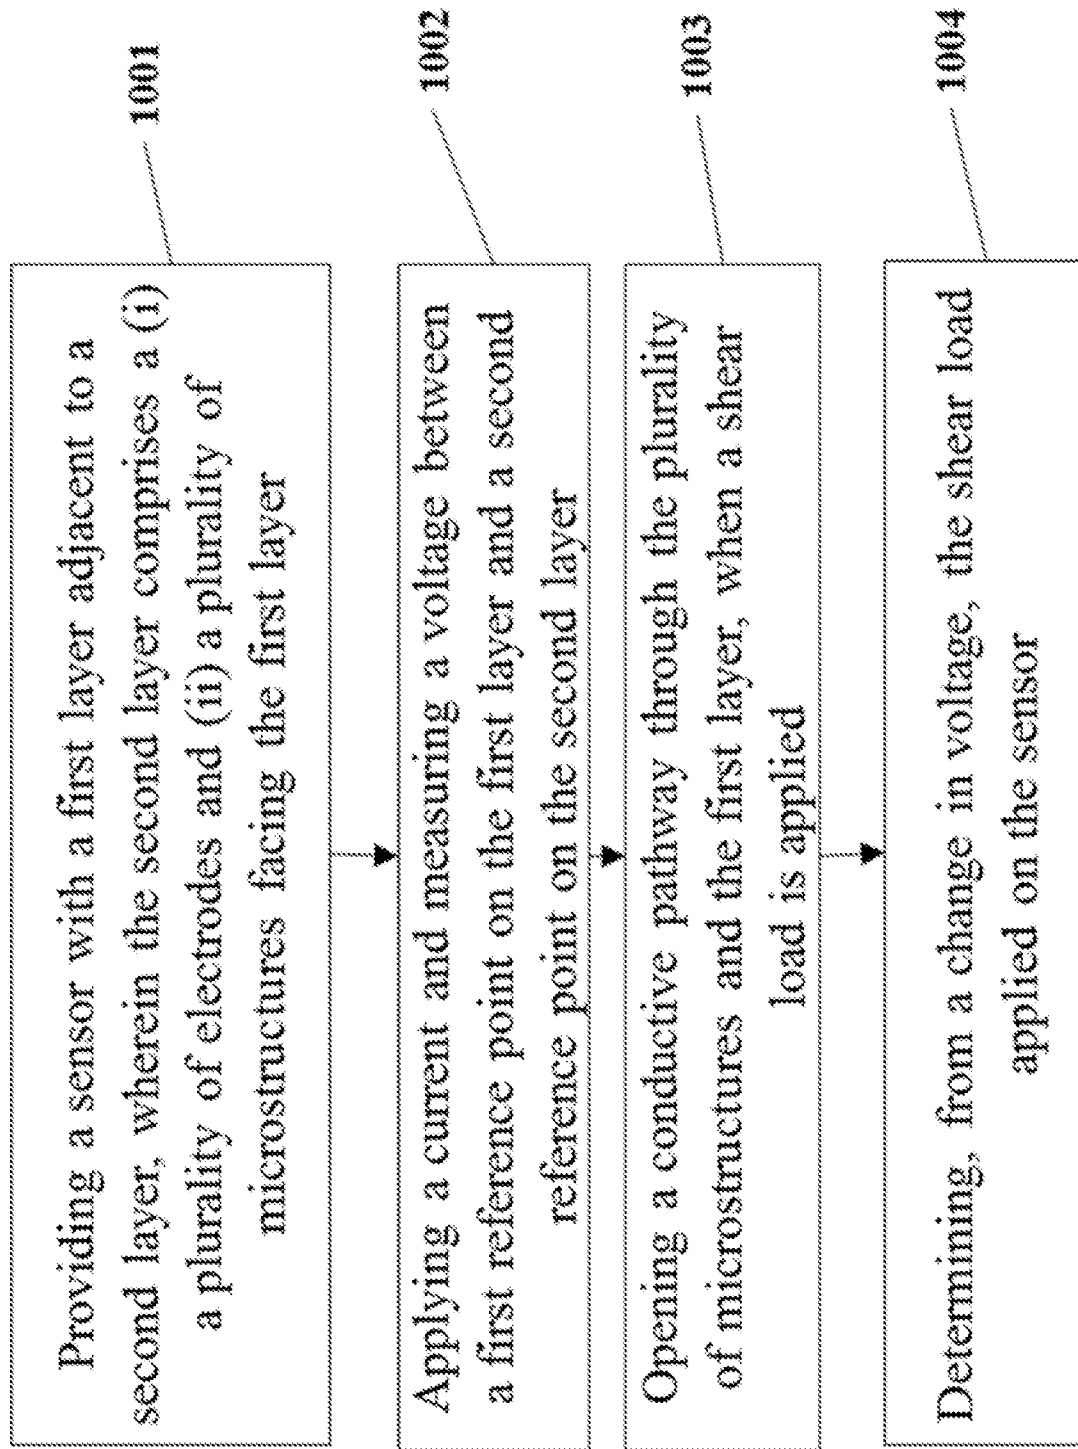 1001
Providing a sensor with a first layer adjacent to a
second layer, wherein the second layer comprises a (i)
a plurality of electrodes and (ii) a plurality of
microstructures facing the first layer
1002
Applying a current and measuring a voltage between
a first reference point on the first layer and a second
reference point on the second layer
1003
Opening a conductive pathway through the plurality
of microstructures and the first layer, when a shear
load is applied
1004
Determining, from a change in voltage, the shear load
applied on the sensor